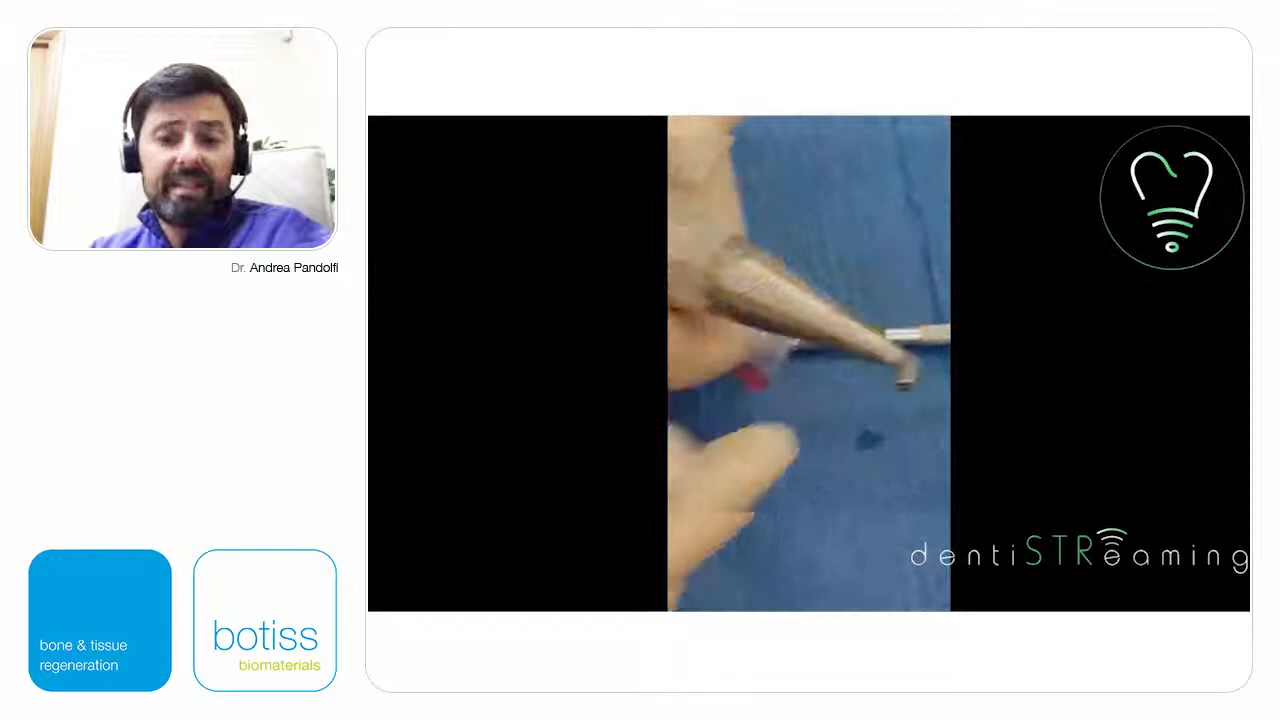 Dr. Andrea Pandolfi
dentiSTReaming
bone & tissue
regeneration
botiss
biomaterials